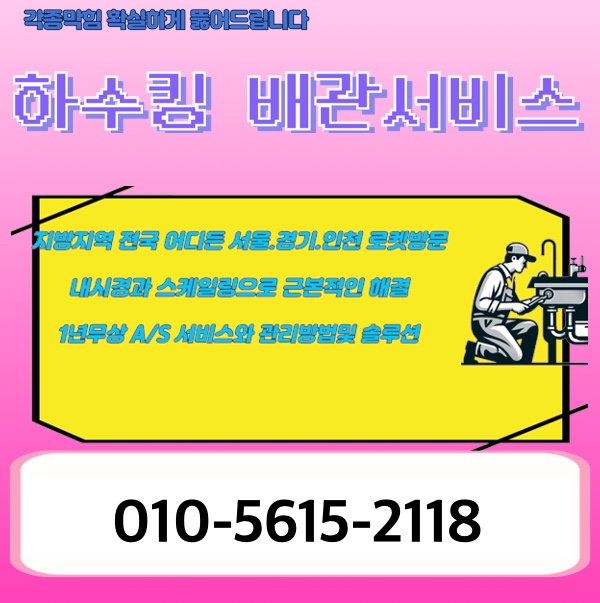 각종막힘 확실하게 뚫어드립니다
하수킹 배관서비스
지방지역 전국 어디든 서울.경기.인천 로켓방문
내시경과 스케일링으로 근본적인 해결
1년무상 A/S 서비스와 관리방법및 솔루션
010-5615-2118